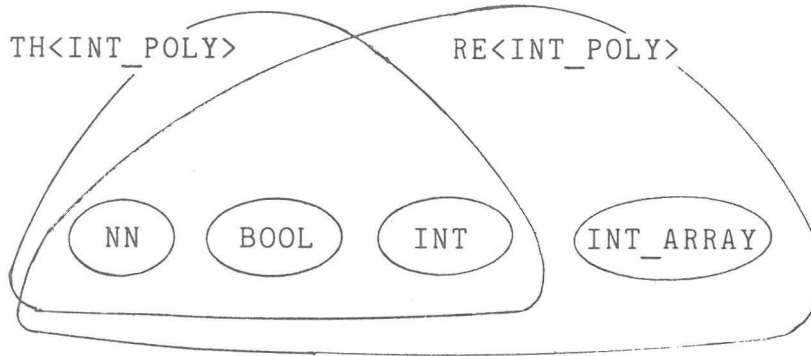 TH<INT_POLY> RE<INT_POLY>
NN BOOL INT INT_ARRAY